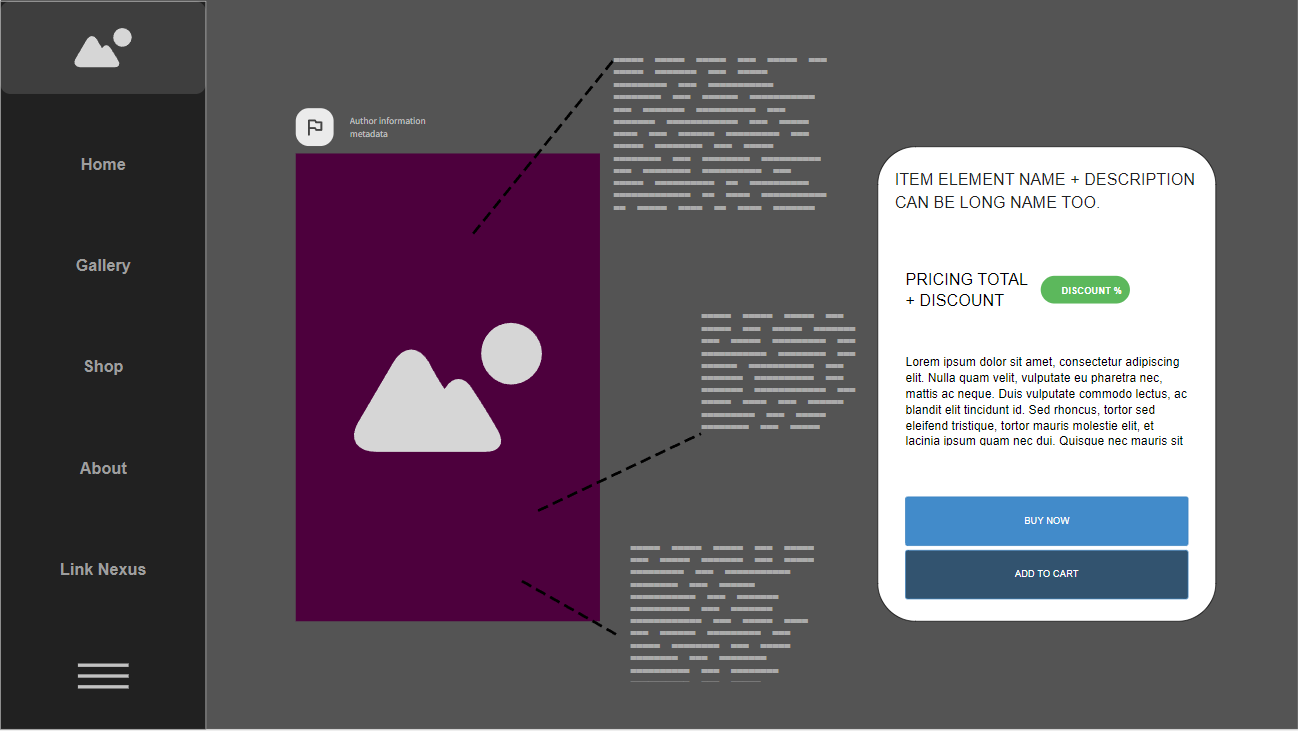 Home
Gallery
Shop
About
Link Nexus
Author information
metadata
ITEM ELEMENT NAME + DESCRIPTION
CAN BE LONG NAME TOO.
PRICING TOTAL
+ DISCOUNT
DISCOUNT %
Lorem ipsum dolor sit amet, consectetur adipiscing
elit. Nulla quam velit, vulputate eu pharetra nec,
mattis ac neque. Duis vulputate commodo lectus, ac
blandit elit tincidunt id. Sed rhoncus, tortor sed
eleifend tristique, tortor mauris molestie elit, et
lacinia ipsum quam nec dui. Quisque nec mauris sit
BUY NOW
ADD TO CART